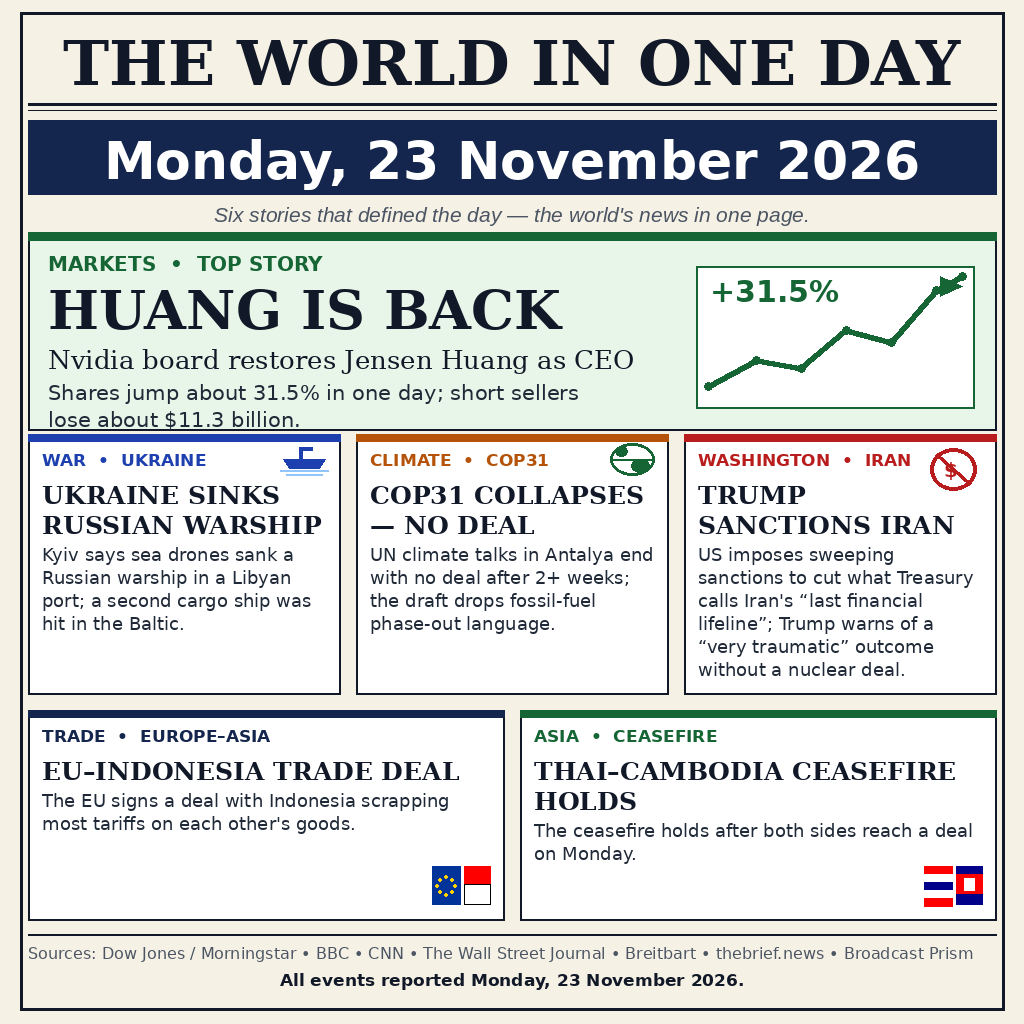 THE WORLD IN ONE DAY
Monday, 23 November 2026
Six stories that defined the day — the world's news in one page.
MARKETS • TOP STORY
HUANG IS BACK
Nvidia board restores Jensen Huang as CEO
Shares jump about 31.5% in one day; short sellers
lose about $11.3 billion.
+31.5%
WAR • UKRAINE
UKRAINE SINKS
RUSSIAN WARSHIP
Kyiv says sea drones sank a
Russian warship in a Libyan
port; a second cargo ship was
hit in the Baltic.
CLIMATE • COP31
COP31 COLLAPSES
— NO DEAL
UN climate talks in Antalya end
with no deal after 2+ weeks;
the draft drops fossil-fuel
phase-out language.
WASHINGTON • IRAN
$
TRUMP
SANCTIONS IRAN
US imposes sweeping
sanctions to cut what Treasury
calls Iran's “last financial
lifeline”; Trump warns of a
“very traumatic” outcome
without a nuclear deal.
TRADE • EUROPE–ASIA
EU–INDONESIA TRADE DEAL
The EU signs a deal with Indonesia scrapping
most tariffs on each other's goods.
ASIA • CEASEFIRE
THAI–CAMBODIA CEASEFIRE
HOLDS
The ceasefire holds after both sides reach a deal
on Monday.
Sources: Dow Jones / Morningstar • BBC • CNN • The Wall Street Journal • Breitbart • thebrief.news • Broadcast Prism
All events reported Monday, 23 November 2026.